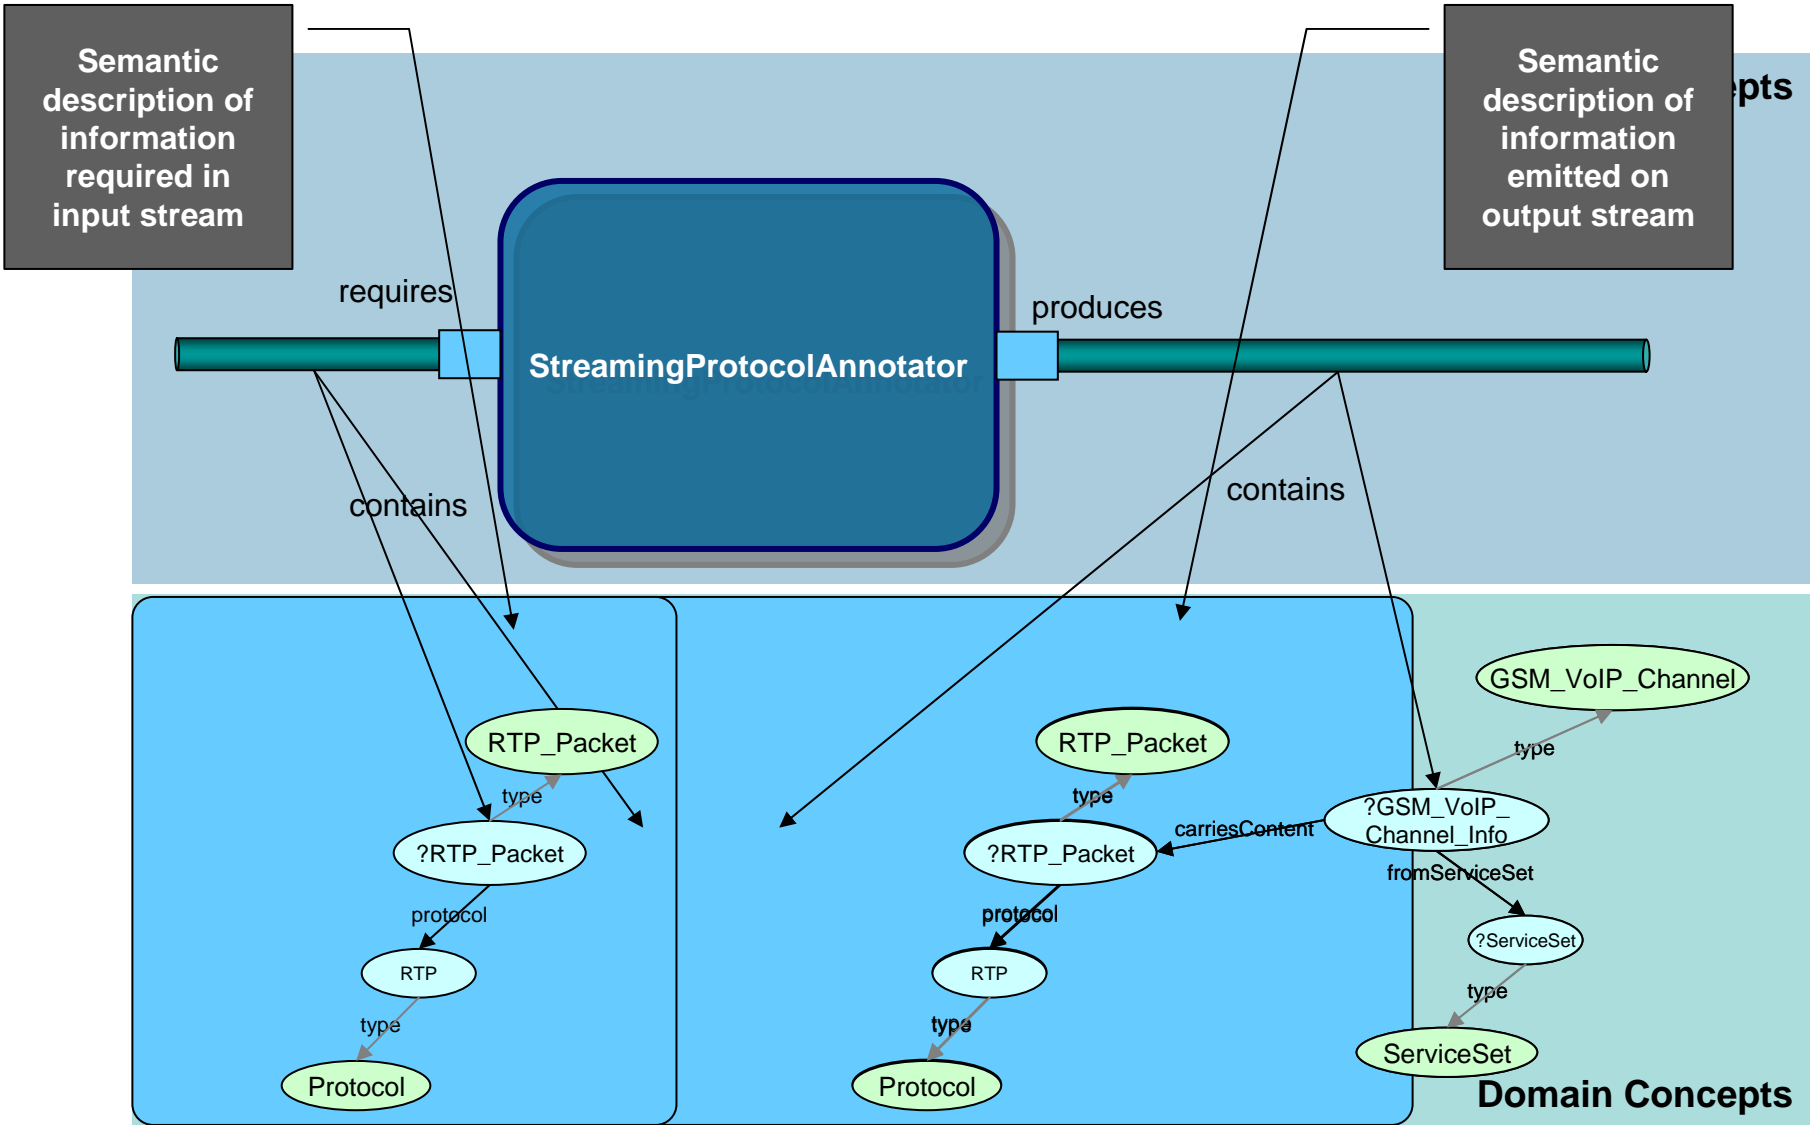 Semantic
description of
information
required in
input stream
Semantic
description of
information
emitted on
output stream
epts
requires
produces
StreamingProtocolAnnotator
StreamingProtocolAnnotator
contains
contains
GSM_VoIP_Channel
RTP_Packet
RTP_Packet
type
type
type
?GSM_VoIP_
Channel_Info
carriesContent
?RTP_Packet
?RTP_Packet
fromServiceSet
protocol
protocol
?ServiceSet
RTP
RTP
type
type
type
ServiceSet
Protocol
Protocol
Domain Concepts